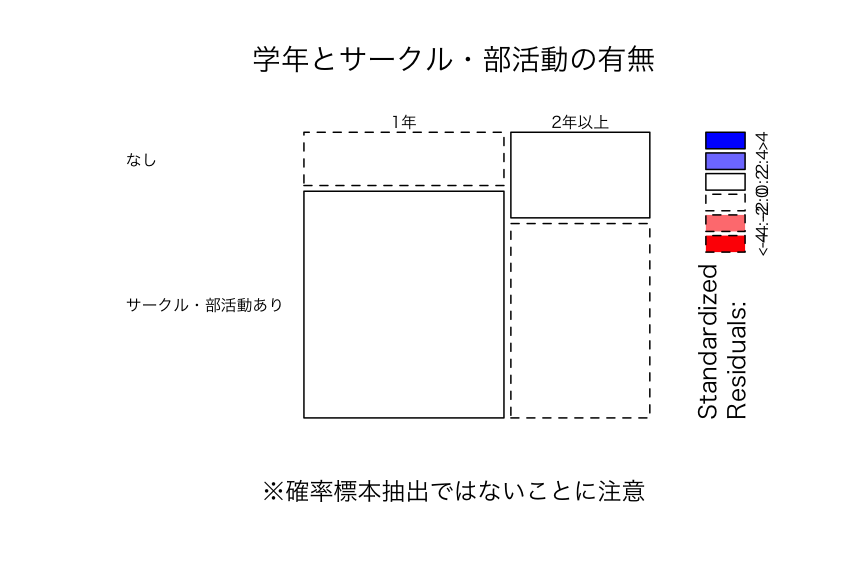 学年とサークル・部活動の有無
1年
2年以上
なし
サークル・部活動あり
Standardized
Residuals:
<-4
-4:-2
-2:0
0:2
2:4
>4
※確率標本抽出ではないことに注意